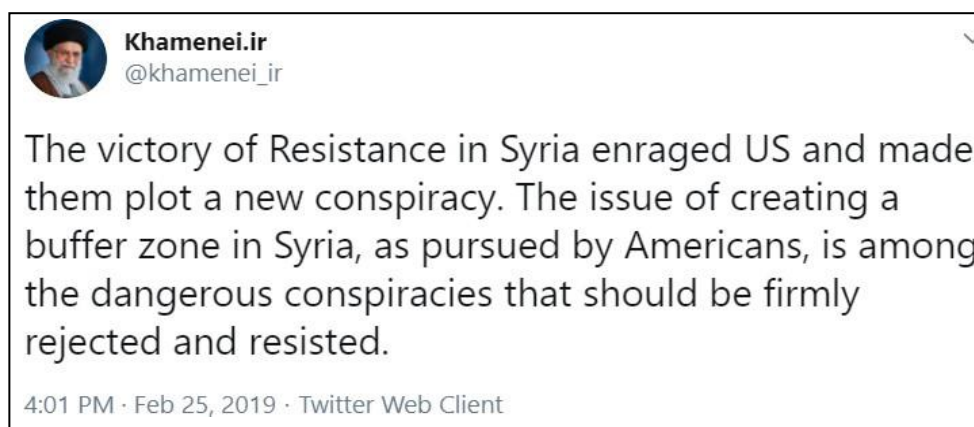 Khamenei.ir
@khamenei_ir
The victory of Resistance in Syria enraged US and made
them plot a new conspiracy. The issue of creating a
buffer zone in Syria, as pursued by Americans, is among
the dangerous conspiracies that should be firmly
rejected and resisted.
4:01 PM · Feb 25, 2019 · Twitter Web Client